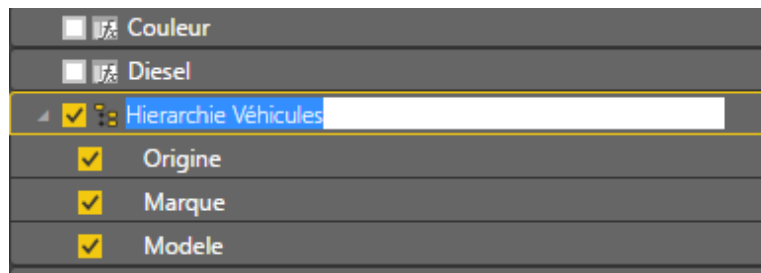 Couleur
Diesel
Hierarchie Véhicules
Origine
Marque
Modele